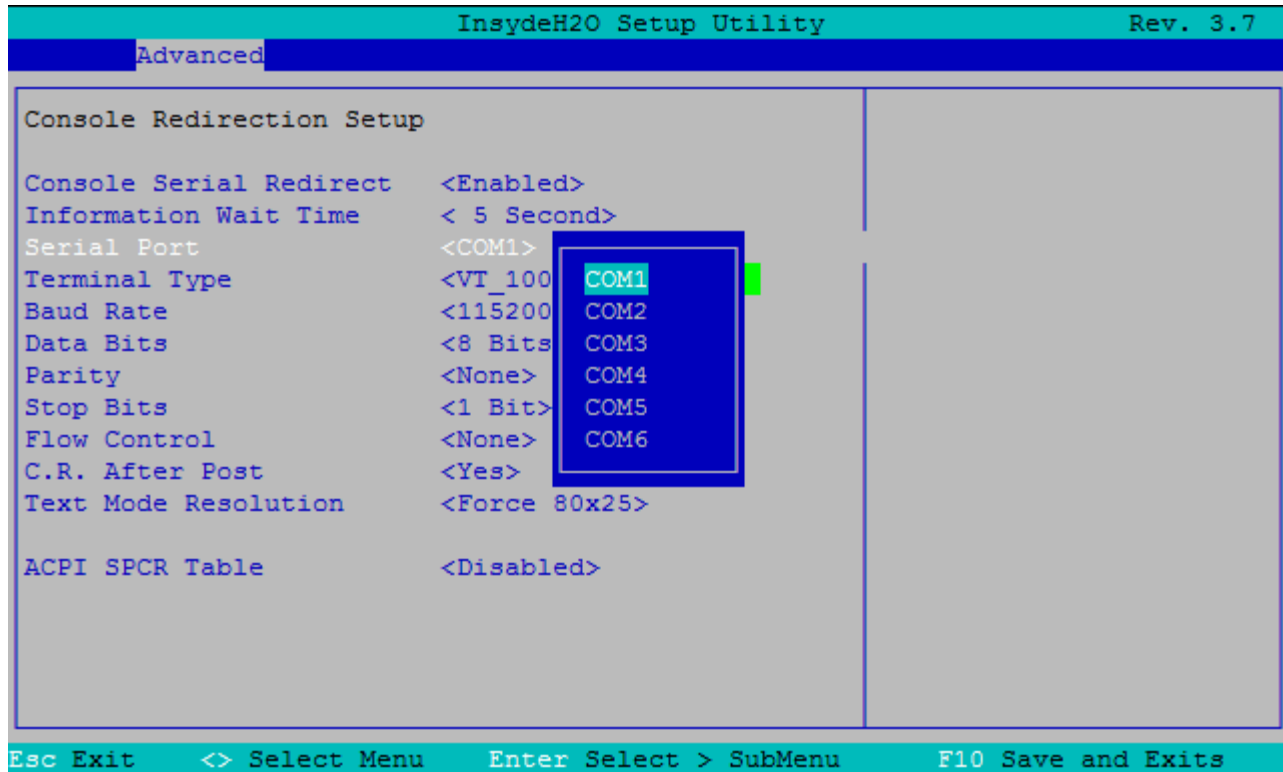 InsydeH2O Setup Utility Rev. 3.7
Advanced
Console Redirection Setup
Console Serial Redirect <Enabled>
Information Wait Time < 5 Second>
Serial Port <COM1>
Terminal Type <VT_100
Baud Rate <115200
Data Bits <8 Bits
Parity <None>
Stop Bits <1 Bit>
Flow Control <None>
C.R. After Post <Yes>
Text Mode Resolution <Force 80x25>
ACPI SPCR Table <Disabled>
COM1
COM2
COM3
COM4
COM5
COM6
Esc Exit <> Select Menu Enter Select > SubMenu F10 Save and Exits